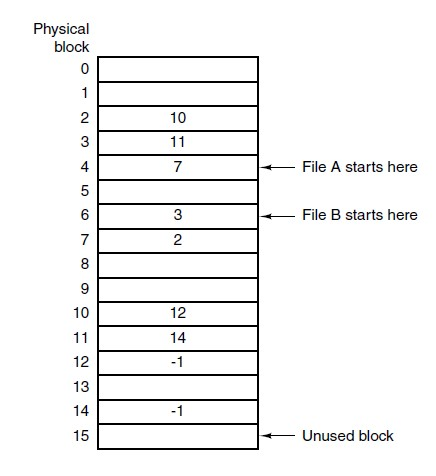 Physical
block
0
1
2 10
3 11
4 7 File A starts here
5
6 3 File B starts here
7 2
8
9
10 12
11 14
12 -1
13
14 -1
15 Unused block